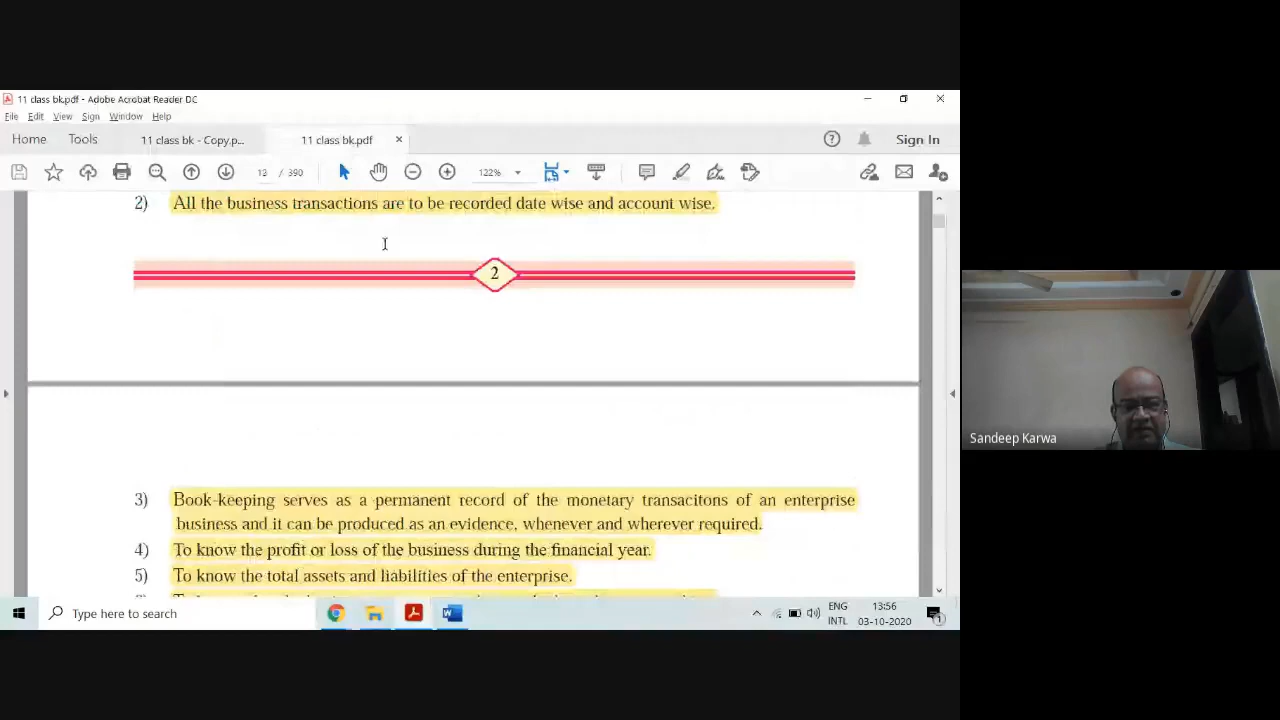 11 class bk.pdf - Adobe Acrobat Reader DC
File Edit View Sign Window Help
Home Tools 11 class bk - Copy.p... 11 class bk.pdf × Sign In
13 / 390 122%
2) All the business transactions are to be recorded date wise and account wise.
2
3) Book-keeping serves as a permanent record of the monetary transacitons of an enterprise
business and it can be produced as an evidence, whenever and wherever required.
4) To know the profit or loss of the business during the financial year.
5) To know the total assets and liabilities of the enterprise.
Sandeep Karwa
Type here to search
ENG 13:56
INTL 03-10-2020
1